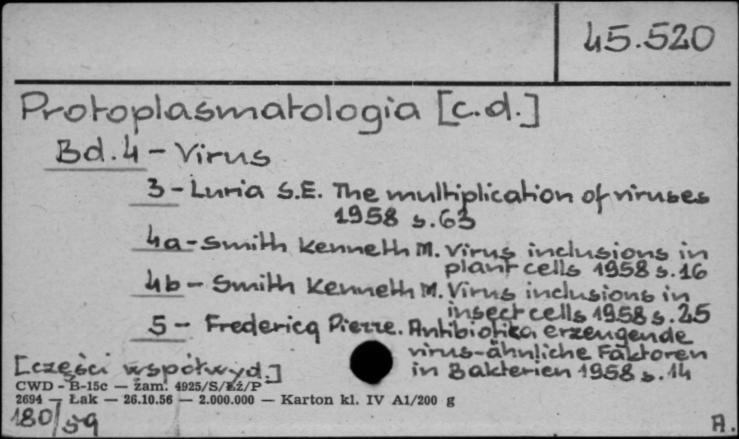 45.520
Protoplasmatologia [c.d.]
Bd.4 - Virus
3 - Luria S.E. The multiplication of viruses
1958 s.63
4a - Smith Kenneth M. Virus inclusions in
plant cells 1958 s.16
4b - Smith Kenneth M. Virus inclusions in
insect cells 1958 s.25
5 - Fredericq Pierre. Antibiotika erzeugende
virus-ähnliche Faktoren
in Bakterien 1958 s.14
[części współwyd.]
CWD - B-15c — zam. 4925/S/Łż/P
2694 — Łak — 26.10.56 — 2.000.000 — Karton kl. IV A1/200 g
180/59
A.